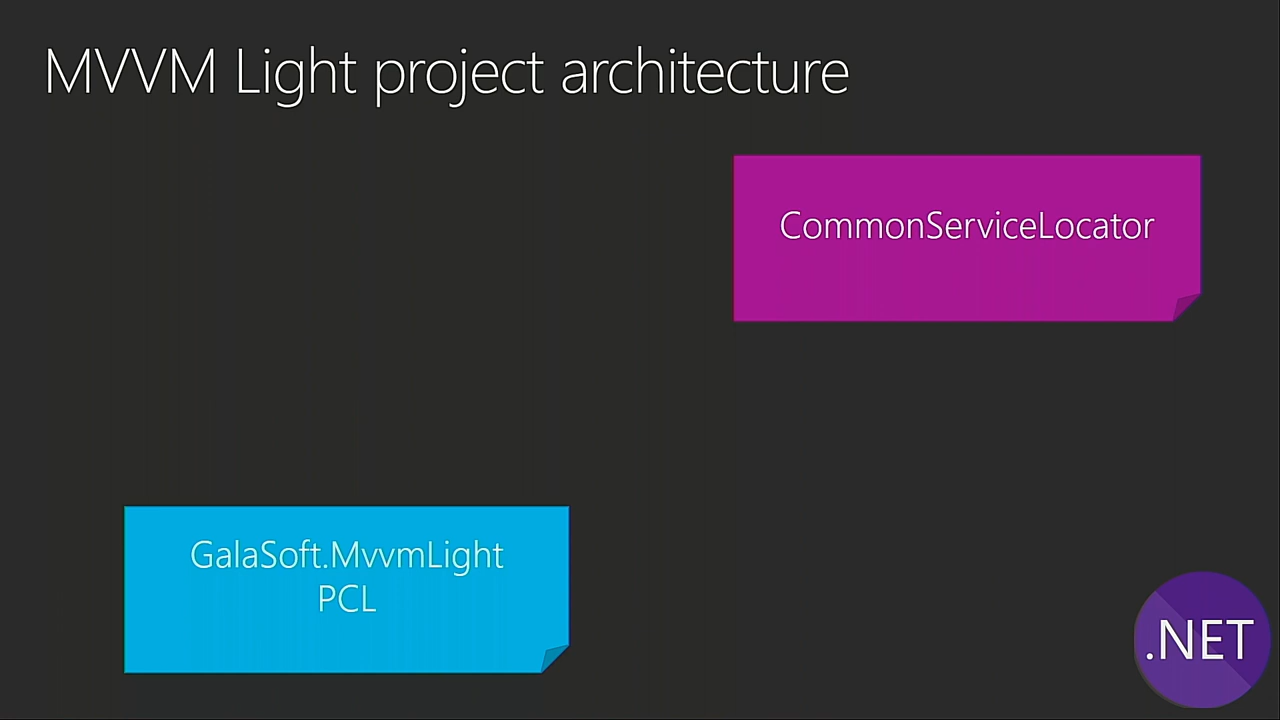 MVVM Light project architecture
CommonServiceLocator
GalaSoft.MvvmLight
PCL
.NET